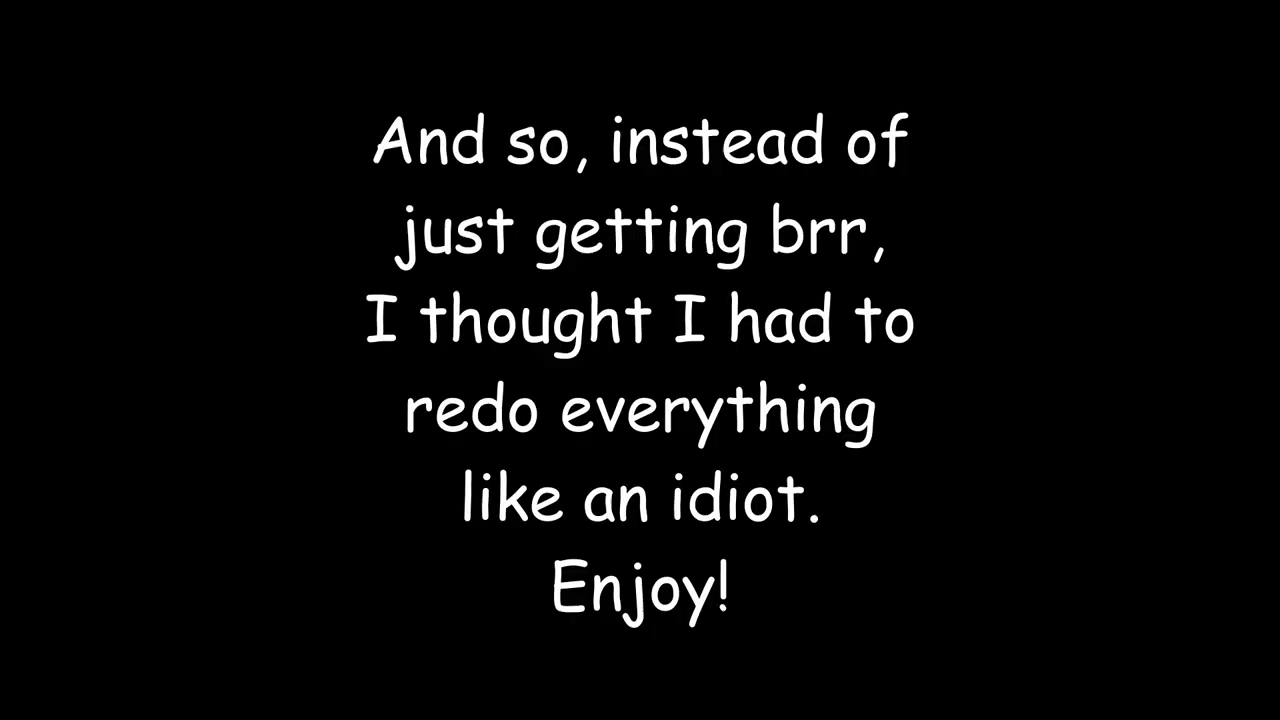 And so, instead of
just getting brr,
I thought I had to
redo everything
like an idiot.
Enjoy!